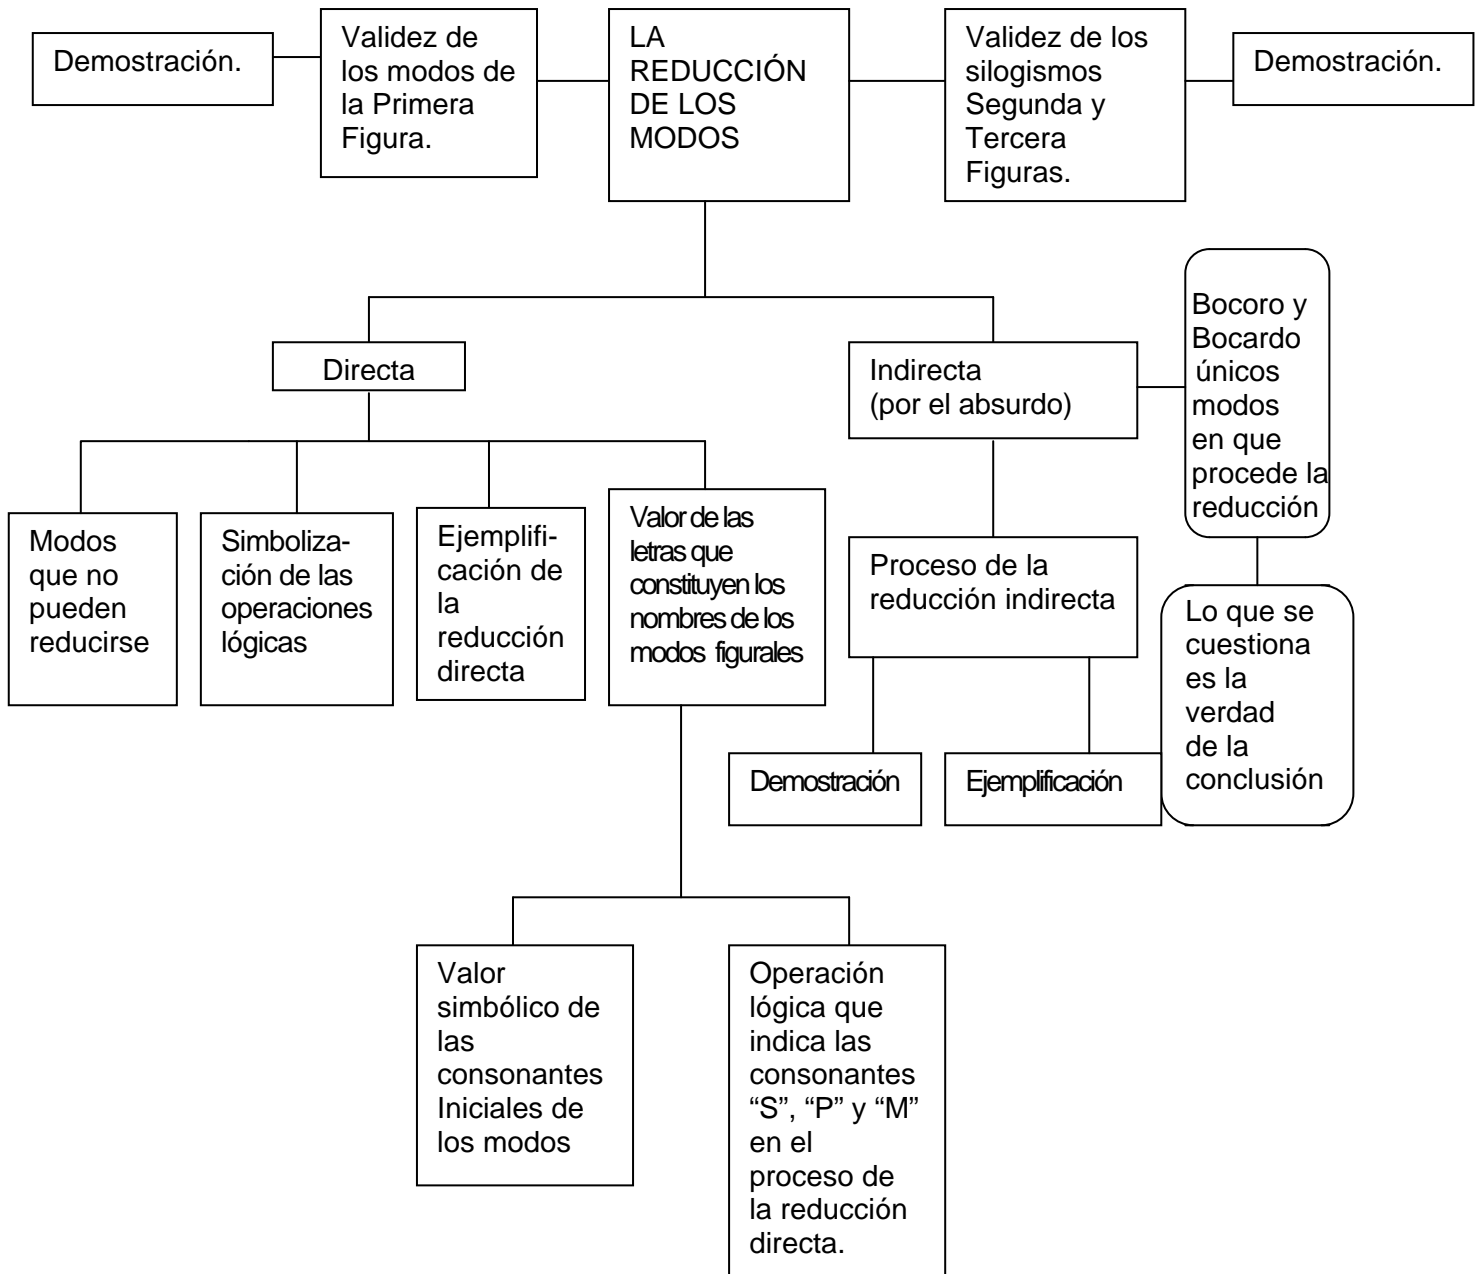 Demostración.
Validez de
los modos de
la Primera
Figura.
LA
REDUCCIÓN
DE LOS
MODOS
Validez de los
silogismos
Segunda y
Tercera
Figuras.
Demostración.
Directa
Indirecta
(por el absurdo)
Bocoro y
Bocardo
únicos
modos
en que
procede la
reducción
Modos
que no
pueden
reducirse
Simboliza-
ción de las
operaciones
lógicas
Ejemplifi-
cación de
la
reducción
directa
Valor de las
letras que
constituyen los
nombres de los
modos figurales
Proceso de la
reducción indirecta
Lo que se
cuestiona
es la
verdad
de la
conclusión
Demostración
Ejemplificación
Valor
simbólico de
las
consonantes
Iniciales de
los modos
Operación
lógica que
indica las
consonantes
“S”, “P” y “M”
en el
proceso de
la reducción
directa.